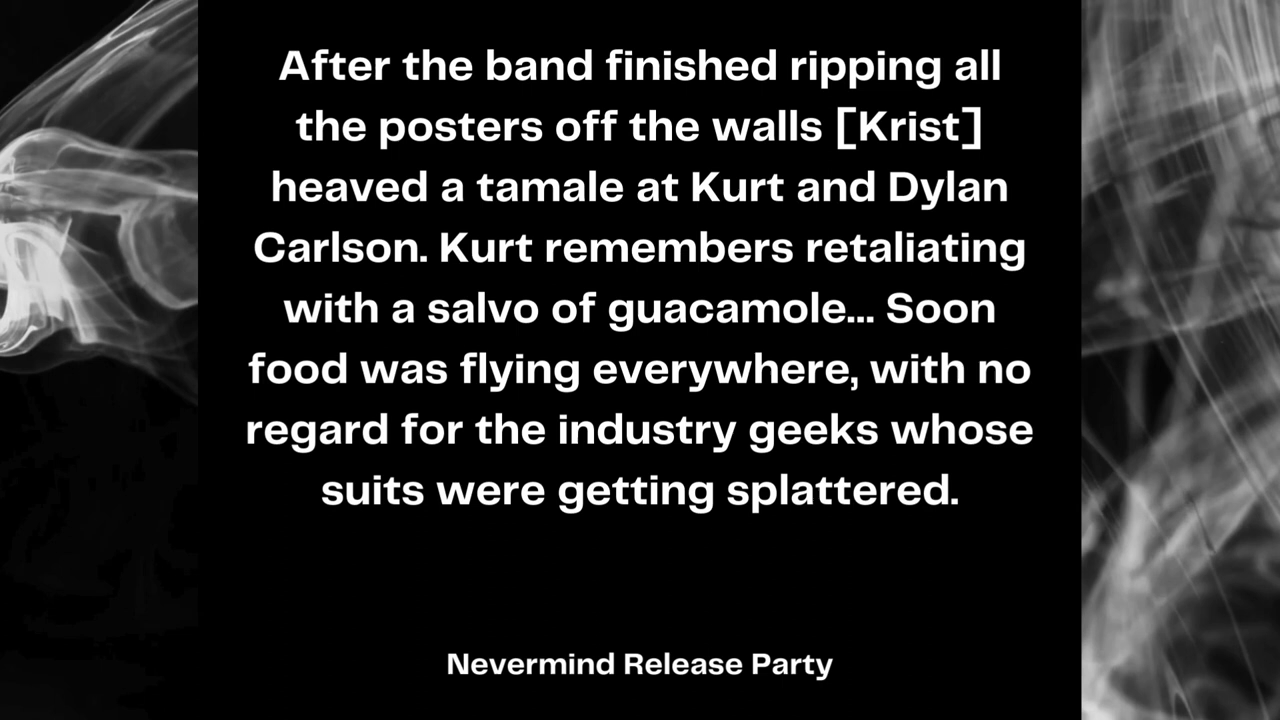 After the band finished ripping all
the posters off the walls [Krist]
heaved a tamale at Kurt and Dylan
Carlson. Kurt remembers retaliating
with a salvo of guacamole... Soon
food was flying everywhere, with no
regard for the industry geeks whose
suits were getting splattered.
Nevermind Release Party